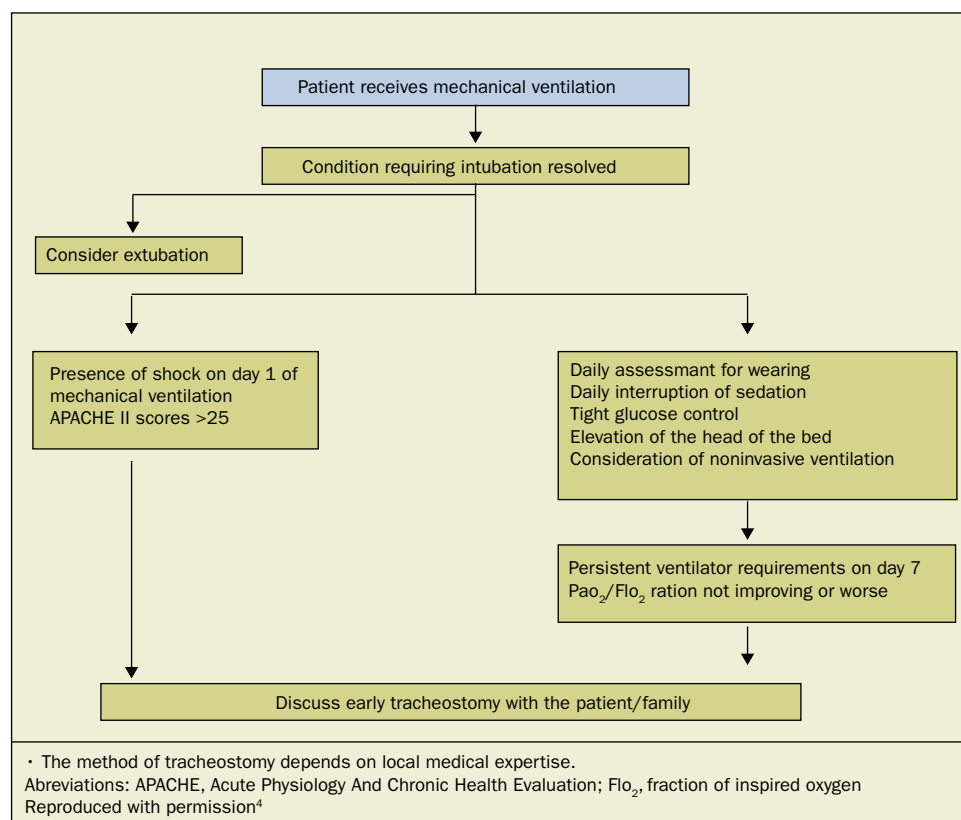 Patient receives mechanical ventilation
Condition requiring intubation resolved
Consider extubation
Presence of shock on day 1 of
mechanical ventilation
APACHE II scores >25
Daily assessmant for wearing
Daily interruption of sedation
Tight glucose control
Elevation of the head of the bed
Consideration of noninvasive ventilation
Persistent ventilator requirements on day 7
Pao₂/Flo₂ ration not improving or worse
Discuss early tracheostomy with the patient/family
· The method of tracheostomy depends on local medical expertise.
Abreviations: APACHE, Acute Physiology And Chronic Health Evaluation; Flo₂, fraction of inspired oxygen
Reproduced with permission⁴